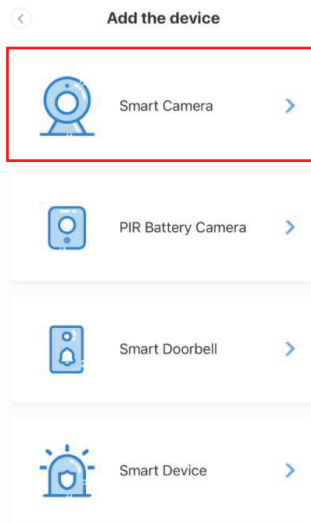 Add the device
Smart Camera
PIR Battery Camera
Smart Doorbell
Smart Device